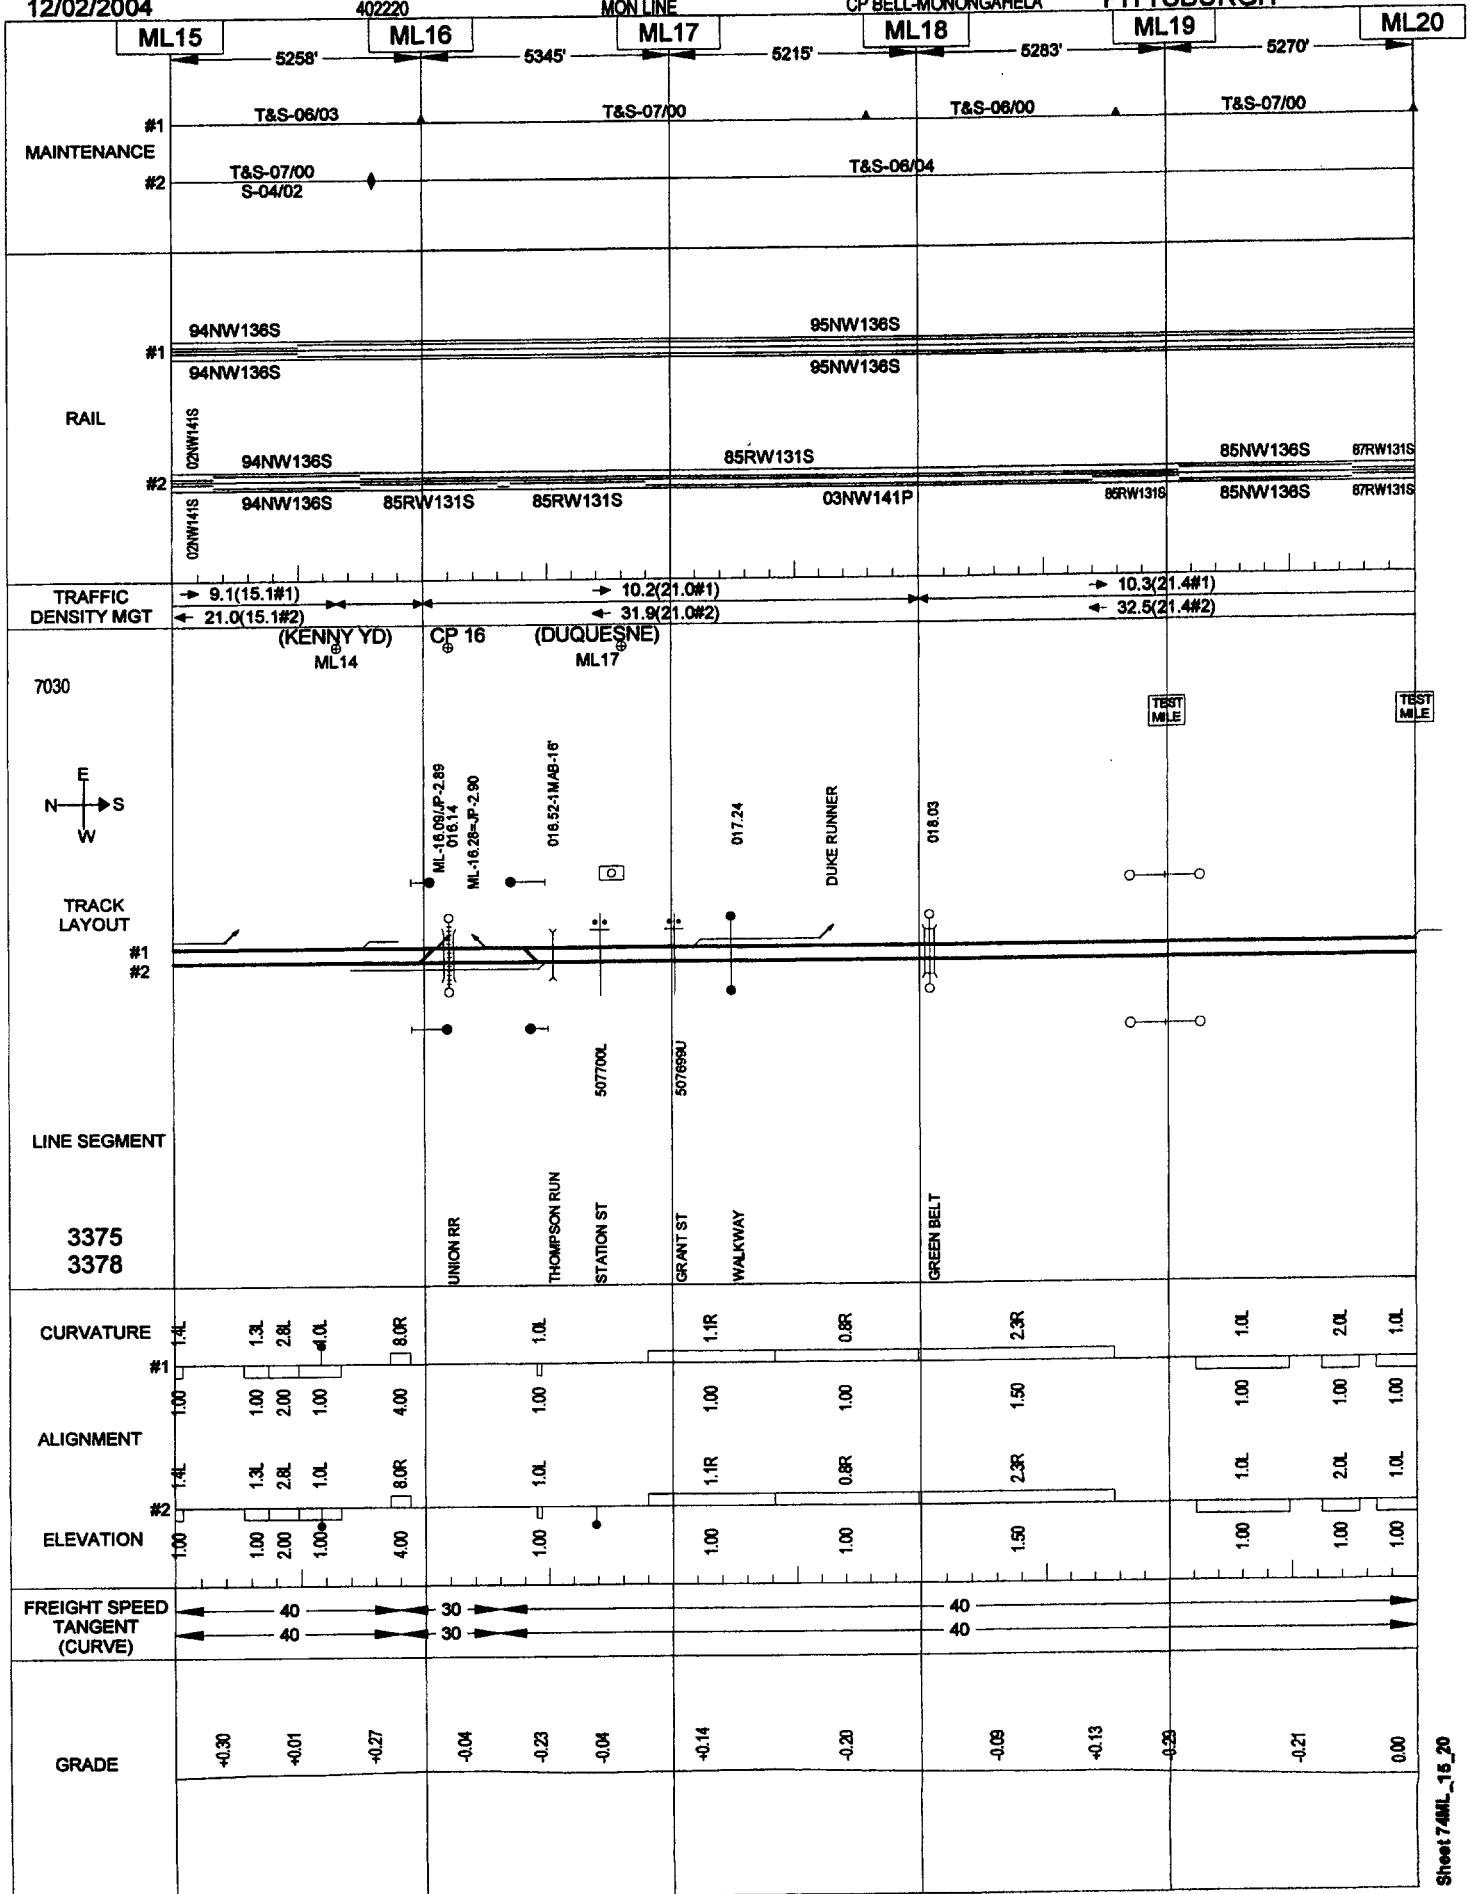 12/02/2004 402220 MON LINE CP BELL-MONONGAHELA PITTSBURGH
ML15 ML16 ML17 ML18 ML19 ML20
5258' 5345' 5215' 5283' 5270'
MAINTENANCE
#1 T&S-06/03 T&S-07/00 T&S-06/00 T&S-07/00
#2 T&S-07/00 T&S-06/04
S-04/02
RAIL
94NW136S 95NW136S
#1
94NW136S 95NW136S
02NW141S 94NW136S 85RW131S 85NW136S 87RW131S
#2
02NW141S 94NW136S 85RW131S 85RW131S 03NW141P 85RW131S 85NW136S 87RW131S
TRAFFIC
DENSITY MGT
9.1(15.1#1) 10.2(21.0#1) 10.3(21.4#1)
21.0(15.1#2) 31.9(21.0#2) 32.5(21.4#2)
(KENNY YD) CP 16 (DUQUESNE)
ML14 ML17
7030
TEST
MILE
TEST
MILE
E
N S
W
ML-16.09/JP-2.89
016.14
ML-16.28=JP-2.90
016.52-1MAB-16'
017.24
DUKE RUNNER
018.03
TRACK
LAYOUT
#1
#2
507700L
507699U
LINE SEGMENT
3375
3378
UNION RR
THOMPSON RUN
STATION ST
GRANT ST
WALKWAY
GREEN BELT
CURVATURE
1.4L 1.3L 2.8L 1.0L 8.0R 1.0L 1.1R 0.8R 2.3R 1.0L 2.0L 1.0L
#1
1.00 1.00 2.00 1.00 4.00 1.00 1.00 1.00 1.50 1.00 1.00 1.00
ALIGNMENT
1.4L 1.3L 2.8L 1.0L 8.0R 1.0L 1.1R 0.8R 2.3R 1.0L 2.0L 1.0L
#2
ELEVATION
1.00 1.00 2.00 1.00 4.00 1.00 1.00 1.00 1.50 1.00 1.00 1.00
FREIGHT SPEED
TANGENT
(CURVE)
40 30 40
40 30 40
GRADE
+0.30 +0.01 +0.27 -0.04 -0.23 -0.04 +0.14 -0.20 -0.09 +0.13 -0.29 -0.21 0.00
Sheet 74ML_15_20